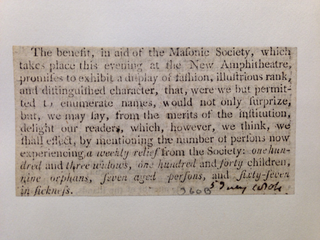 The benefit, in aid of the Masonic Society, which
takes place this evening at the New Amphitheatre,
promises to exhibit a display of fashion, illustrious rank,
and distinguished character, that, were we but permit-
ted to enumerate names, would not only surprize,
but, we may say, from the merits of the institution,
delight our readers, which, however, we think, we
shall effect, by mentioning the number of persons now
experiencing a weekly relief from the Society: one hun-
dred and three widows, one hundred and forty children,
nine orphans, seven aged persons, and sixty-seven
in sickness.